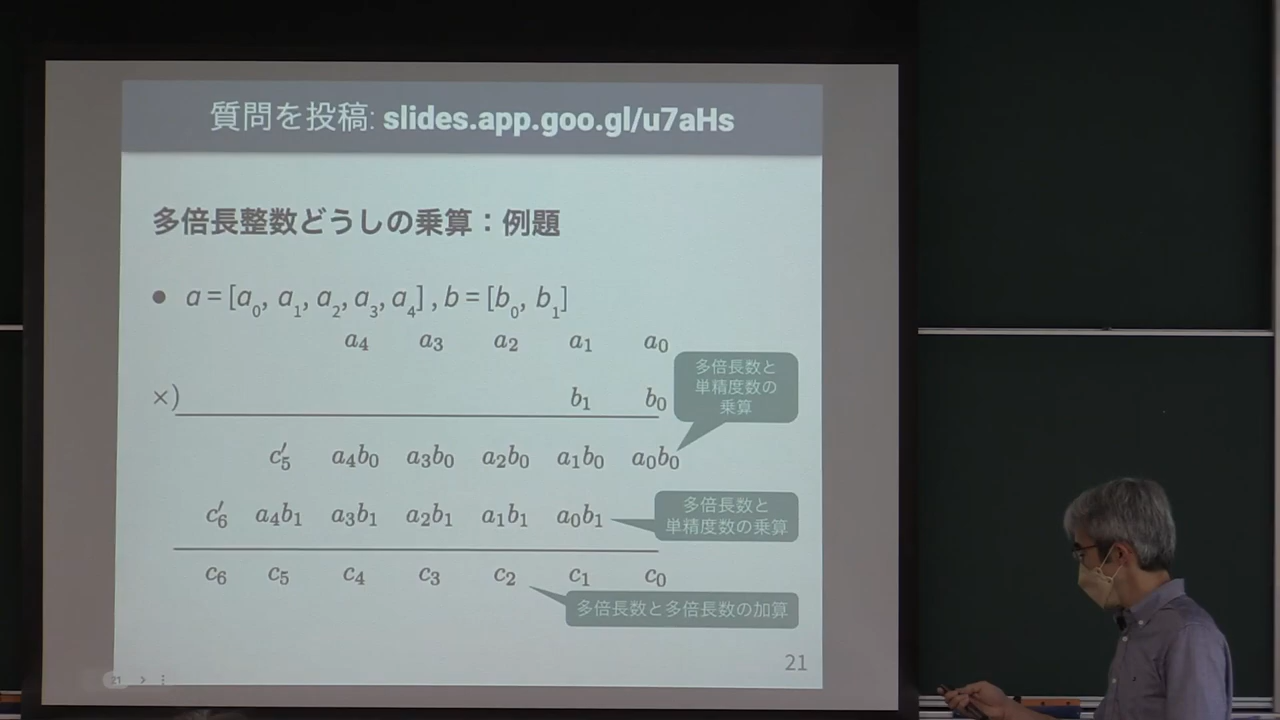 質問を投稿: slides.app.goo.gl/u7aHs
多倍長整数どうしの乗算：例題
● a = [a₀, a₁, a₂, a₃, a₄] , b = [b₀, b₁]
a₄ a₃ a₂ a₁ a₀
×) b₁ b₀
多倍長数と
単精度数の
乗算
c′₅ a₄b₀ a₃b₀ a₂b₀ a₁b₀ a₀b₀
c′₆ a₄b₁ a₃b₁ a₂b₁ a₁b₁ a₀b₁
多倍長数と
単精度数の乗算
c₆ c₅ c₄ c₃ c₂ c₁ c₀
多倍長数と多倍長数の加算
21
21